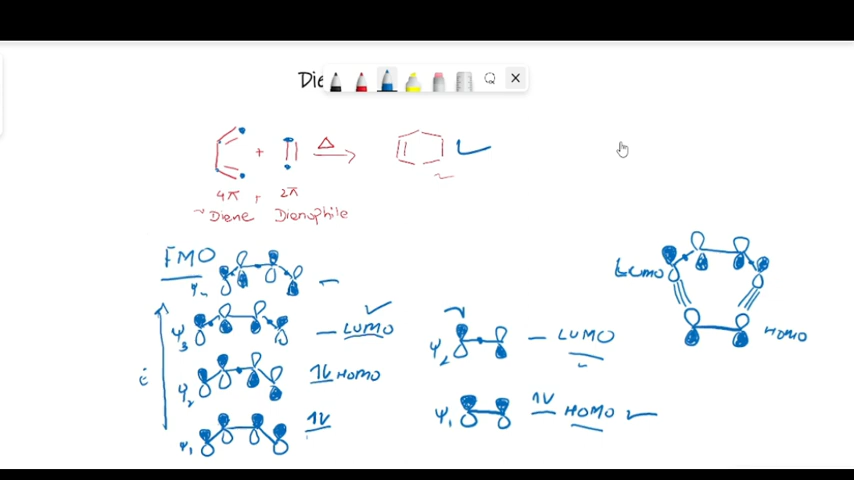 Die
+ Δ
4π + 2π
Diene Dienophile
FMO
ψ4
ψ3 LUMO
ψ2 HOMO
ψ1
ψ2 LUMO
ψ1 HOMO
LUMO
HOMO